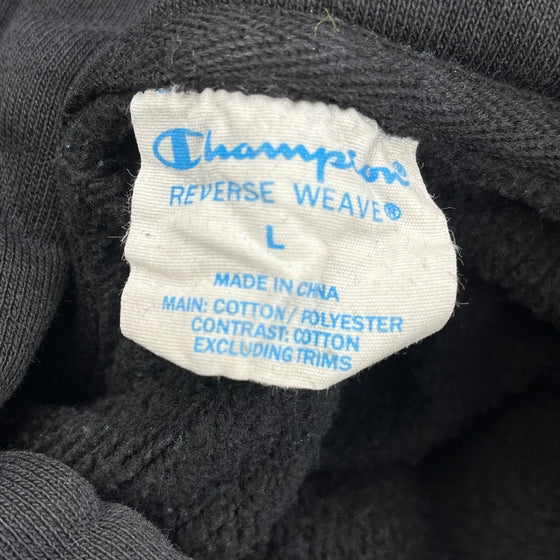 Champion®
REVERSE WEAVE®
L
MADE IN CHINA
MAIN: COTTON/POLYESTER
CONTRAST: COTTON
EXCLUDING TRIMS